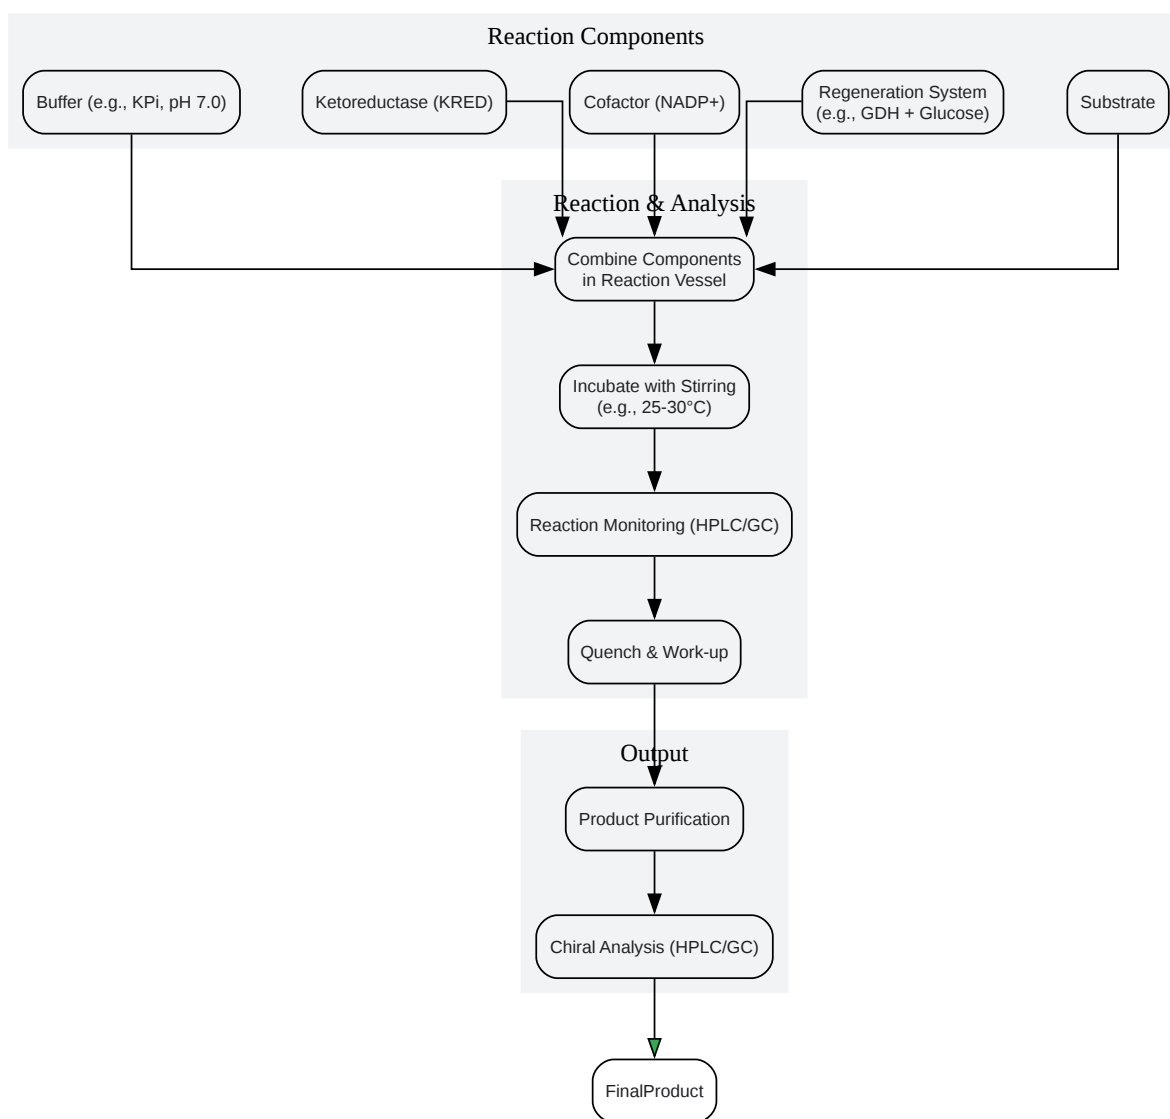 Reaction Components
Buffer (e.g., KPi, pH 7.0)
Ketoreductase (KRED)
Cofactor (NADP+)
Regeneration System
(e.g., GDH + Glucose)
Substrate
Reaction & Analysis
Combine Components
in Reaction Vessel
Incubate with Stirring
(e.g., 25-30°C)
Reaction Monitoring (HPLC/GC)
Quench & Work-up
Output
Product Purification
Chiral Analysis (HPLC/GC)
FinalProduct